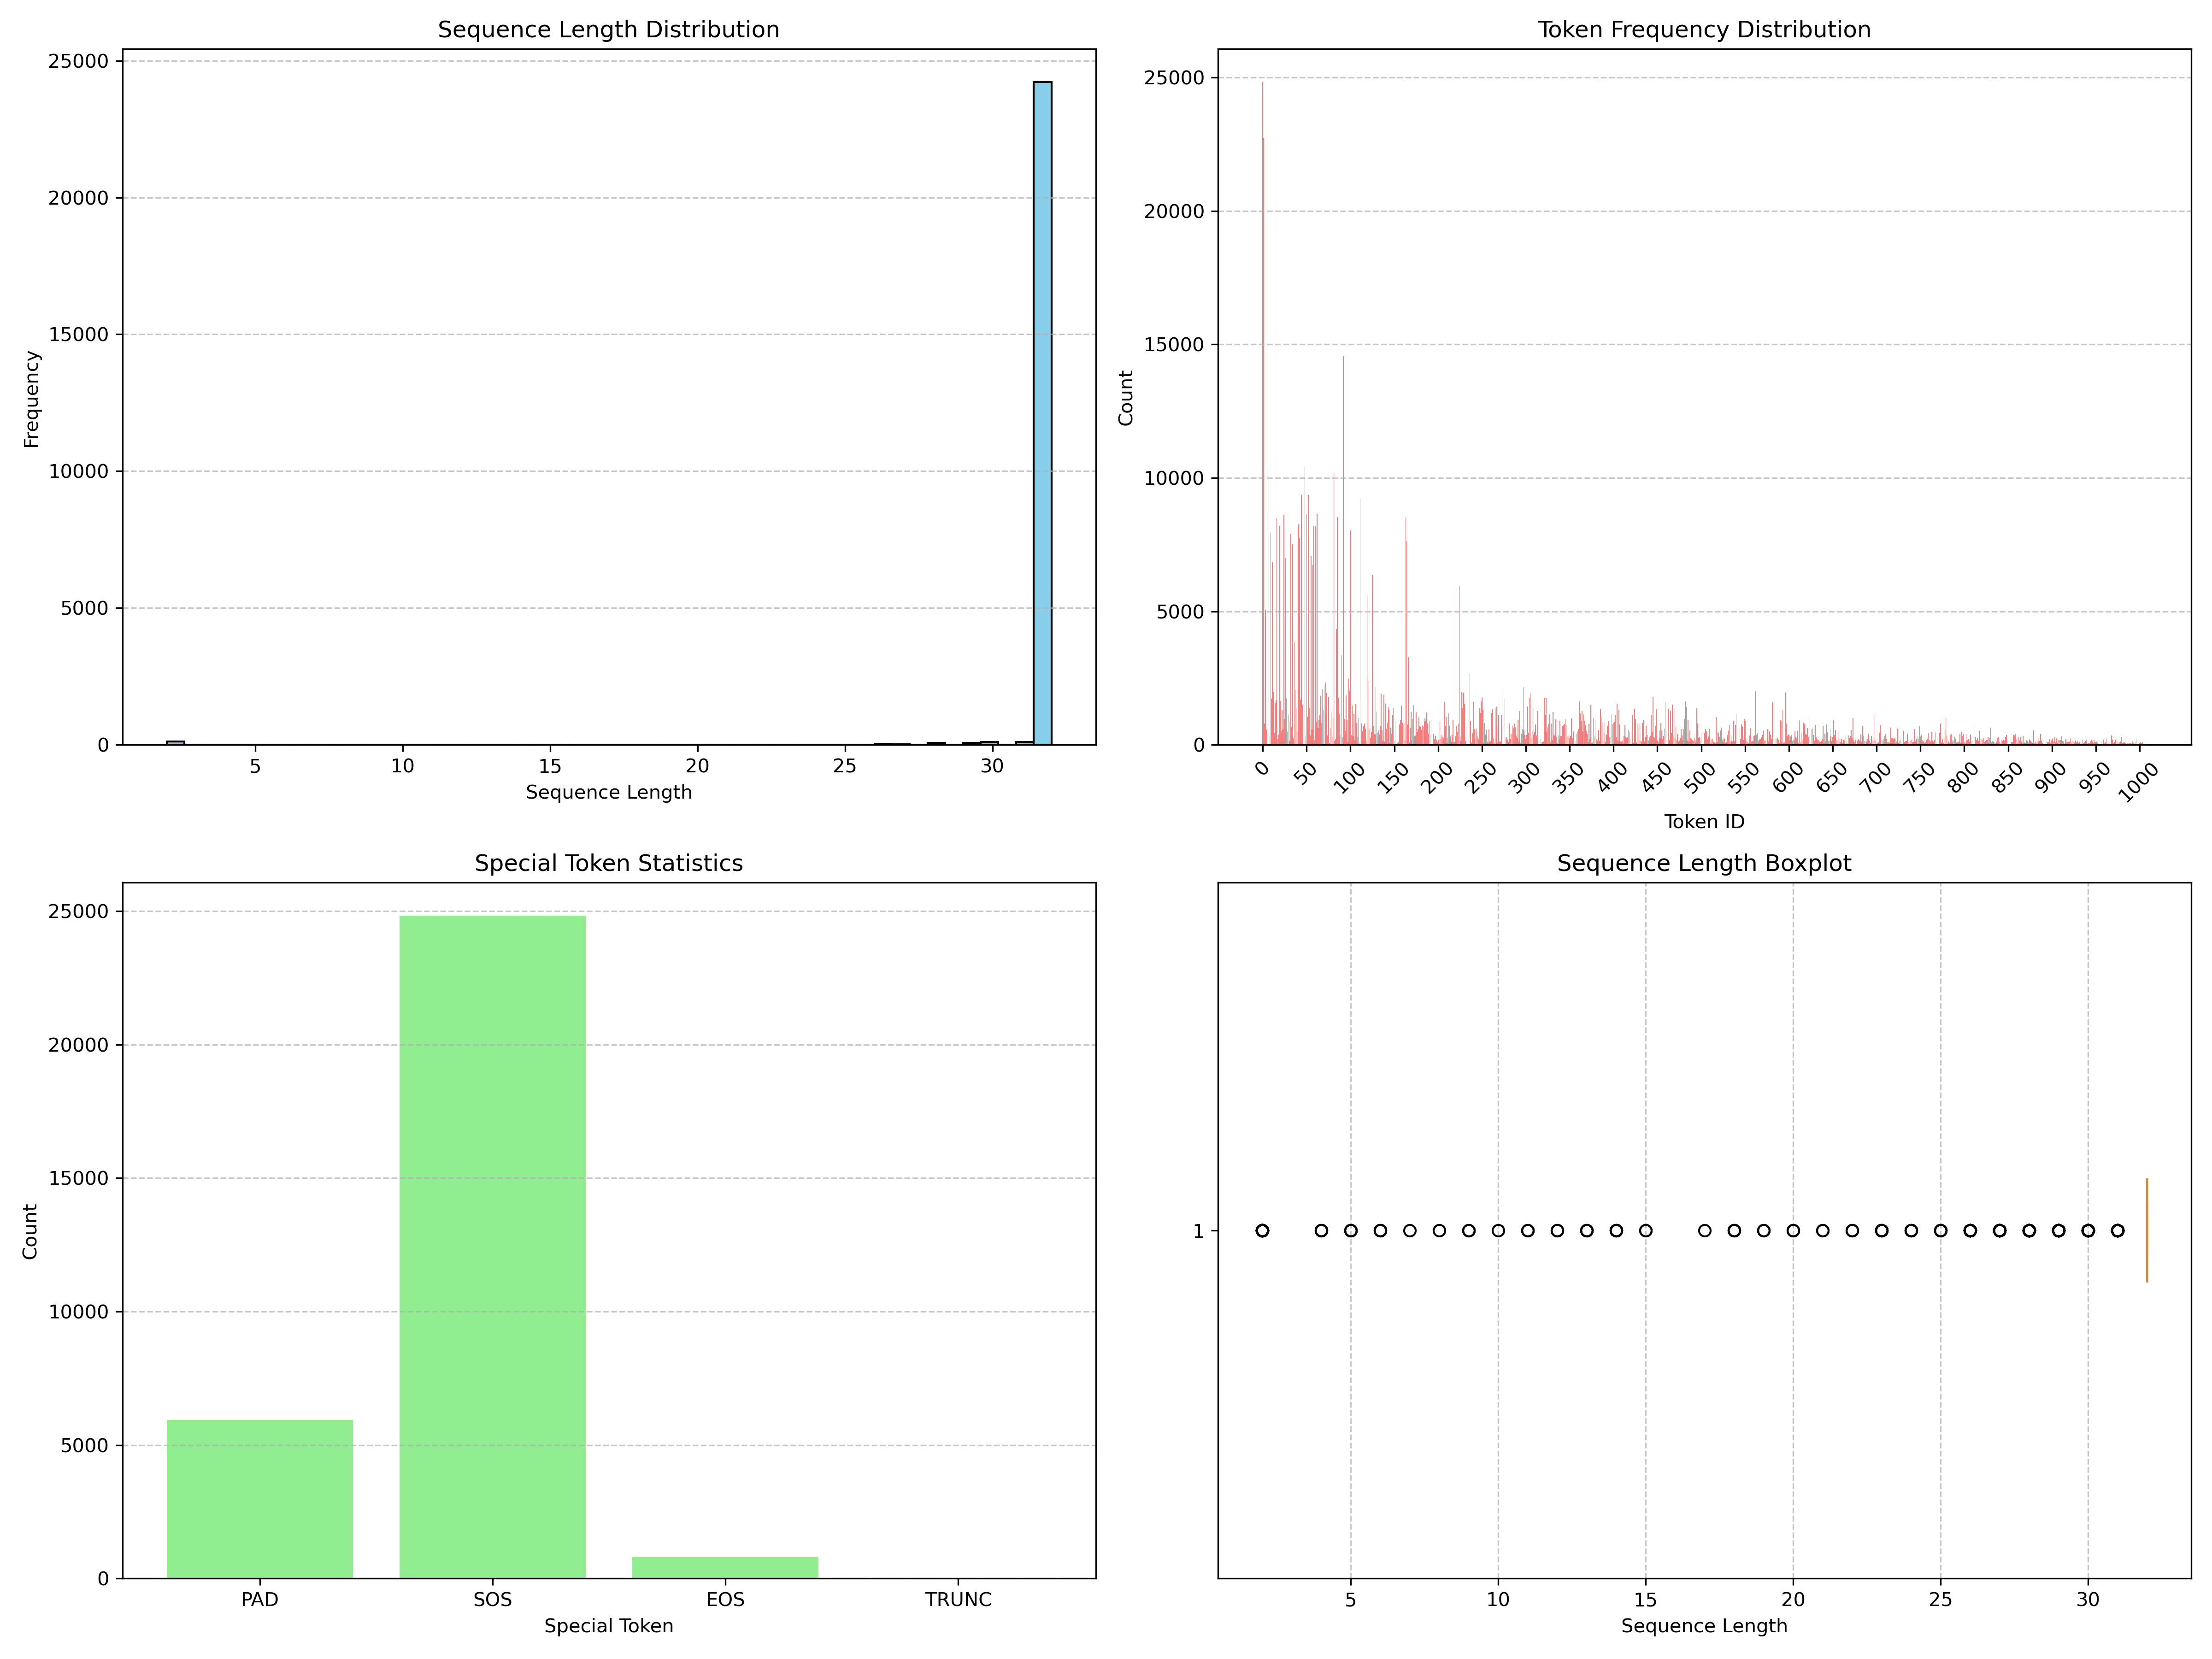 Sequence Length Distribution
25000
20000
15000
10000
5000
0
Frequency
5 10 15 20 25 30
Sequence Length
Token Frequency Distribution
25000
20000
15000
10000
5000
0
Count
0 50 100 150 200 250 300 350 400 450 500 550 600 650 700 750 800 850 900 950 1000
Token ID
Special Token Statistics
25000
20000
15000
10000
5000
0
Count
PAD SOS EOS TRUNC
Special Token
Sequence Length Boxplot
1
5 10 15 20 25 30
Sequence Length